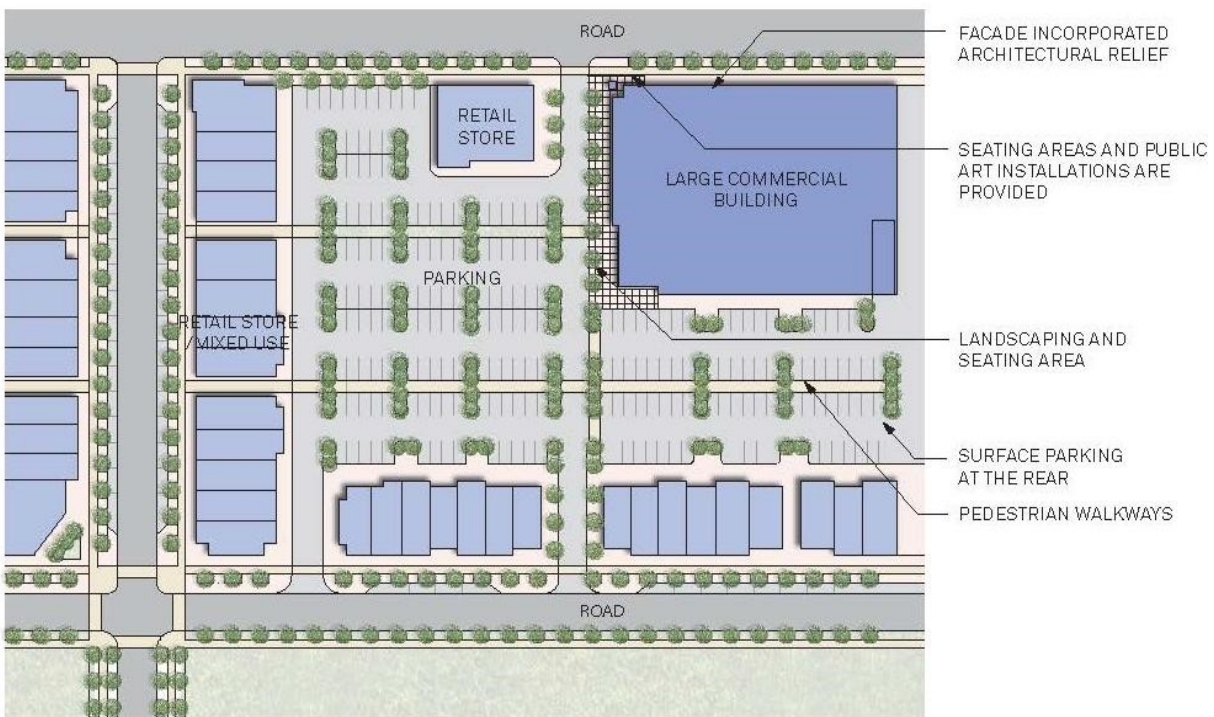 ROAD
FACADE INCORPORATED
ARCHITECTURAL RELIEF
RETAIL
STORE
SEATING AREAS AND PUBLIC
ART INSTALLATIONS ARE
PROVIDED
LARGE COMMERCIAL
BUILDING
PARKING
RETAIL STORE
/MIXED USE
LANDSCAPING AND
SEATING AREA
SURFACE PARKING
AT THE REAR
PEDESTRIAN WALKWAYS
ROAD